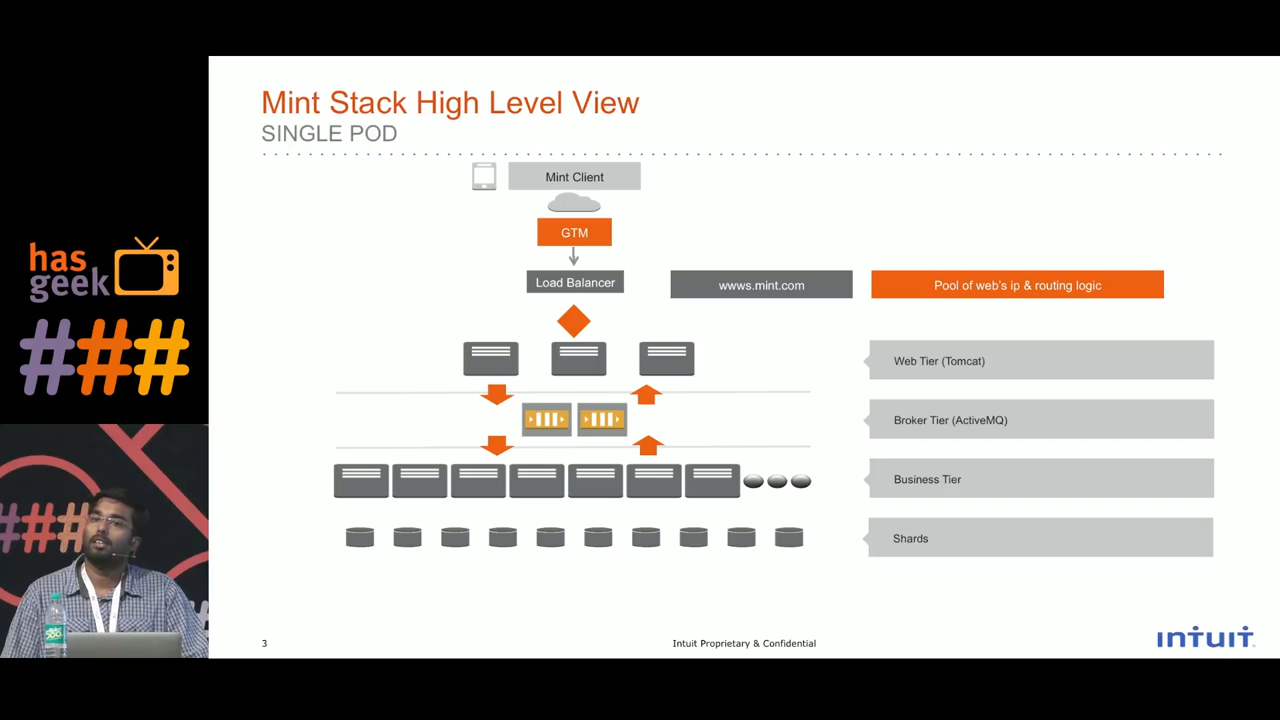 Mint Stack High Level View
SINGLE POD
Mint Client
GTM
Load Balancer
wwws.mint.com
Pool of web's ip & routing logic
Web Tier (Tomcat)
Broker Tier (ActiveMQ)
Business Tier
Shards
3
Intuit Proprietary & Confidential
intuit
has
geek
###